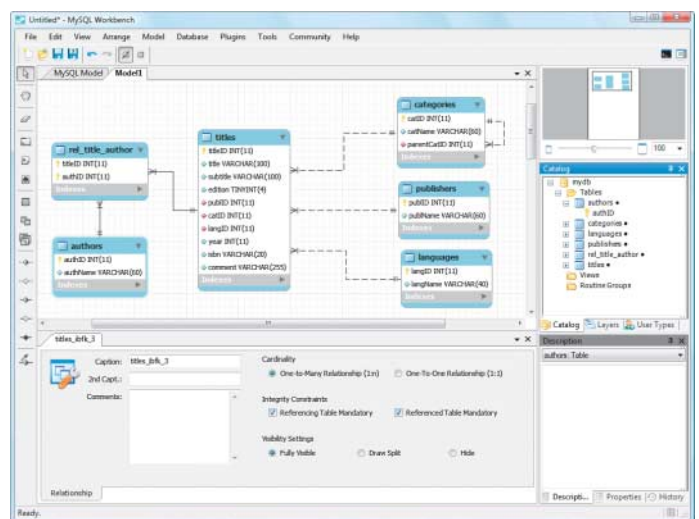 Untitled* - MySQL Workbench
File Edit View Arrange Model Database Plugins Tools Community Help
MySQL Model Model1
rel_title_author
titleID INT(11)
authID INT(11)
Indexes
authors
authID INT(11)
authName VARCHAR(60)
Indexes
titles
titleID INT(11)
title VARCHAR(100)
subtitle VARCHAR(100)
edition TINYINT(4)
publID INT(11)
catID INT(11)
langID INT(11)
year INT(11)
isbn VARCHAR(20)
comment VARCHAR(255)
Indexes
categories
catID INT(11)
catName VARCHAR(60)
parentCatID INT(11)
Indexes
publishers
publID INT(11)
publName VARCHAR(60)
Indexes
languages
langID INT(11)
langName VARCHAR(40)
Indexes
100
Catalog
mydb
Tables
authors
authID
categories
languages
publishers
rel_title_author
titles
Views
Routine Groups
Catalog Layers User Types
titles_ibfk_3
Caption: titles_ibfk_3
2nd Capt.:
Comments:
Cardinality
One-to-Many Relationship (1:n) One-To-One Relationship (1:1)
Integrity Constraints
Referencing Table Mandatory Referenced Table Mandatory
Visibility Settings
Fully Visible Draw Split Hide
Relationship
Description
authors: Table
Descripti... Properties History
Ready.